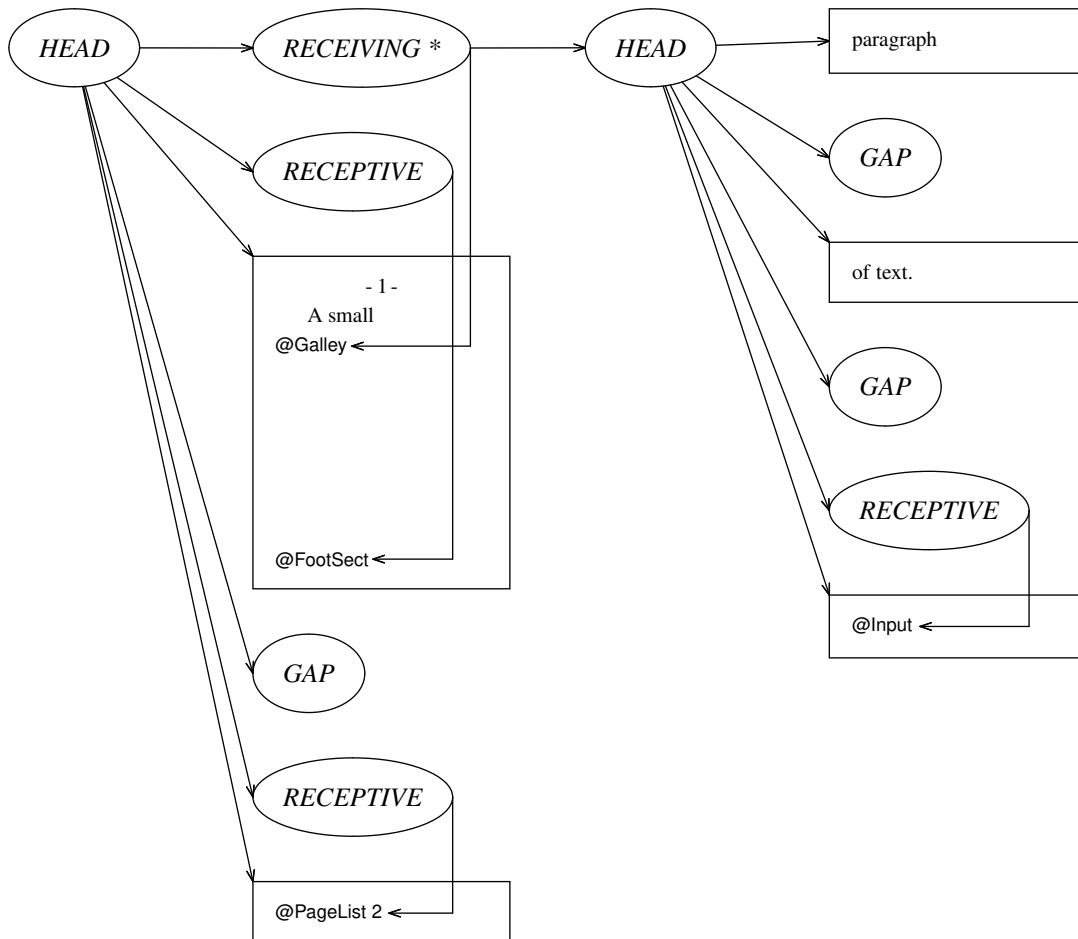 HEAD
RECEIVING *
HEAD
paragraph
RECEPTIVE
GAP
- 1 -
A small
@Galley
of text.
GAP
RECEPTIVE
@FootSect
@Input
GAP
RECEPTIVE
@PageList 2